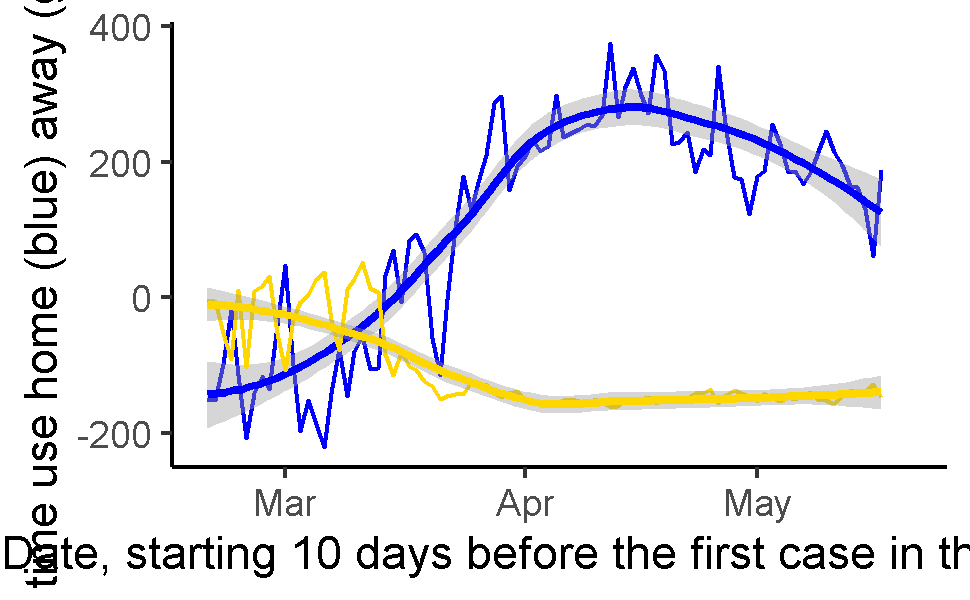 time use home (blue) away (
400
200
0
-200
Mar Apr May
Date, starting 10 days before the first case in th